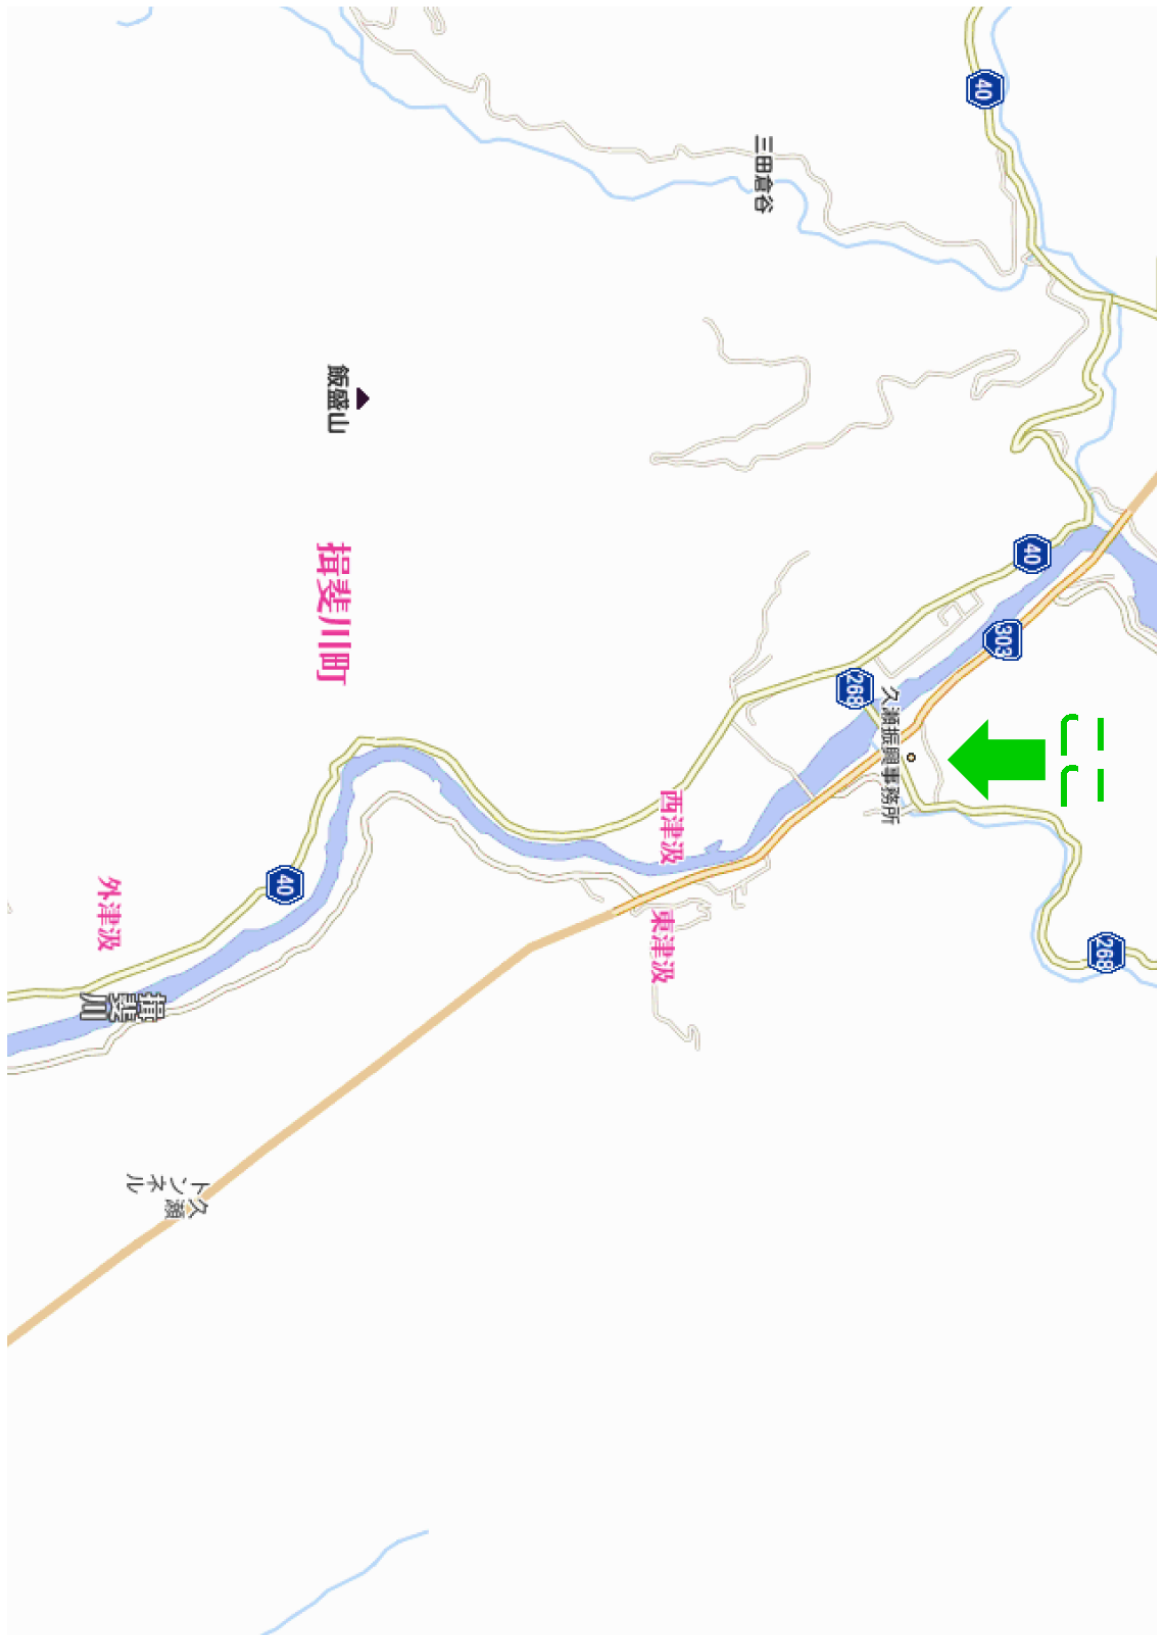 40
三田倉谷
飯盛山
揖斐川町
40
303
268
久瀬振興事務所
ここ
西津汲
東津汲
268
40
外津汲
揖斐川
久瀬
トンネル